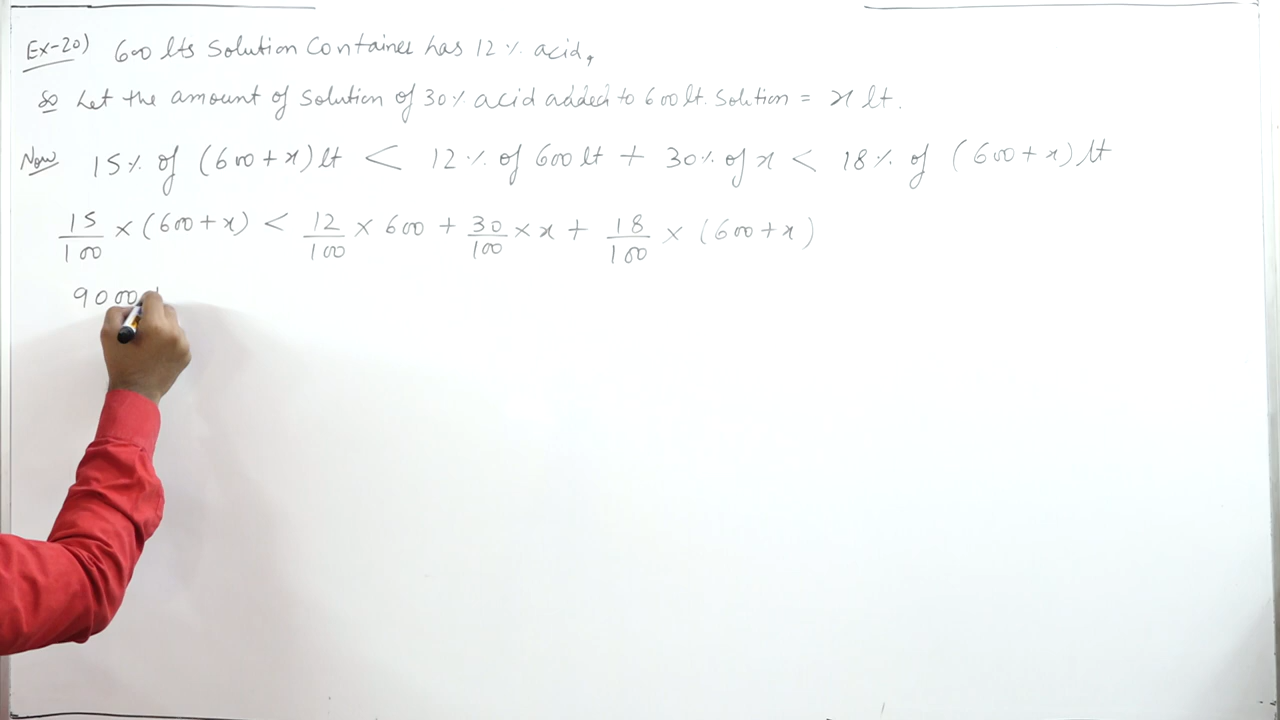 Ex-20) 600 lts Solution Container has 12% acid,
So Let the amount of Solution of 30% acid added to 600 lt. Solution = x lt.
Now 15% of (600 + x) lt < 12% of 600 lt + 30% of x < 18% of (600 + x) lt
15/100 × (600 + x) < 12/100 × 600 + 30/100 × x + 18/100 × (600 + x)
9000